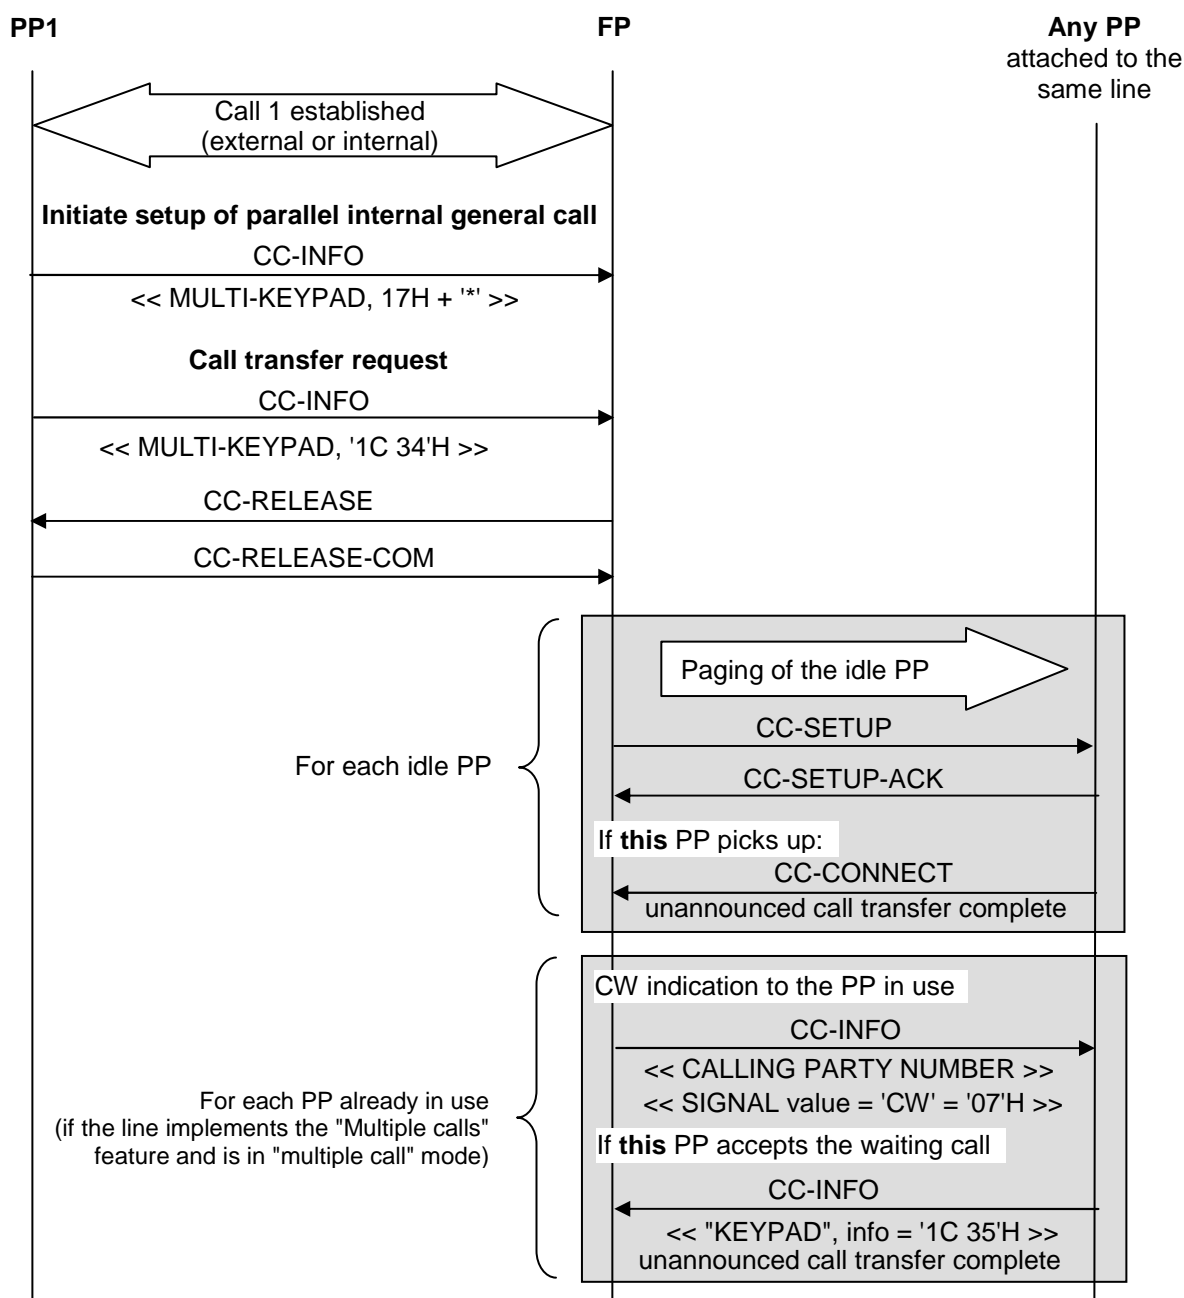 PP1
FP
Any PP
attached to the
same line
Call 1 established
(external or internal)
Initiate setup of parallel internal general call
CC-INFO
<< MULTI-KEYPAD, 17H + '*' >>
Call transfer request
CC-INFO
<< MULTI-KEYPAD, '1C 34'H >>
CC-RELEASE
CC-RELEASE-COM
Paging of the idle PP
CC-SETUP
For each idle PP
CC-SETUP-ACK
If this PP picks up:
CC-CONNECT
unannounced call transfer complete
CW indication to the PP in use
CC-INFO
<< CALLING PARTY NUMBER >>
<< SIGNAL value = 'CW' = '07'H >>
For each PP already in use
(if the line implements the "Multiple calls"
feature and is in "multiple call" mode)
If this PP accepts the waiting call
CC-INFO
<< "KEYPAD", info = '1C 35'H >>
unannounced call transfer complete